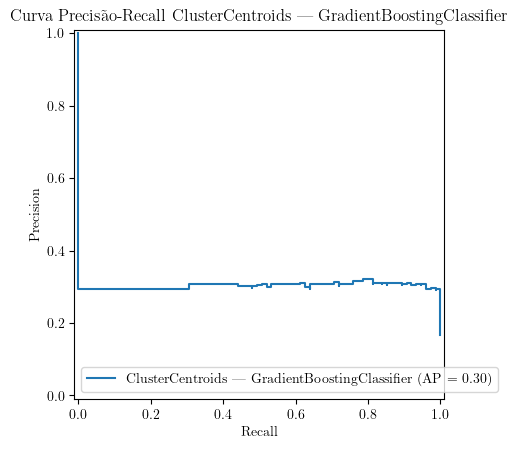 Curva Precisão-Recall ClusterCentroids — GradientBoostingClassifier
1.0
0.8
0.6
0.4
0.2
0.0
Precision
ClusterCentroids — GradientBoostingClassifier (AP = 0.30)
0.0 0.2 0.4 0.6 0.8 1.0
Recall